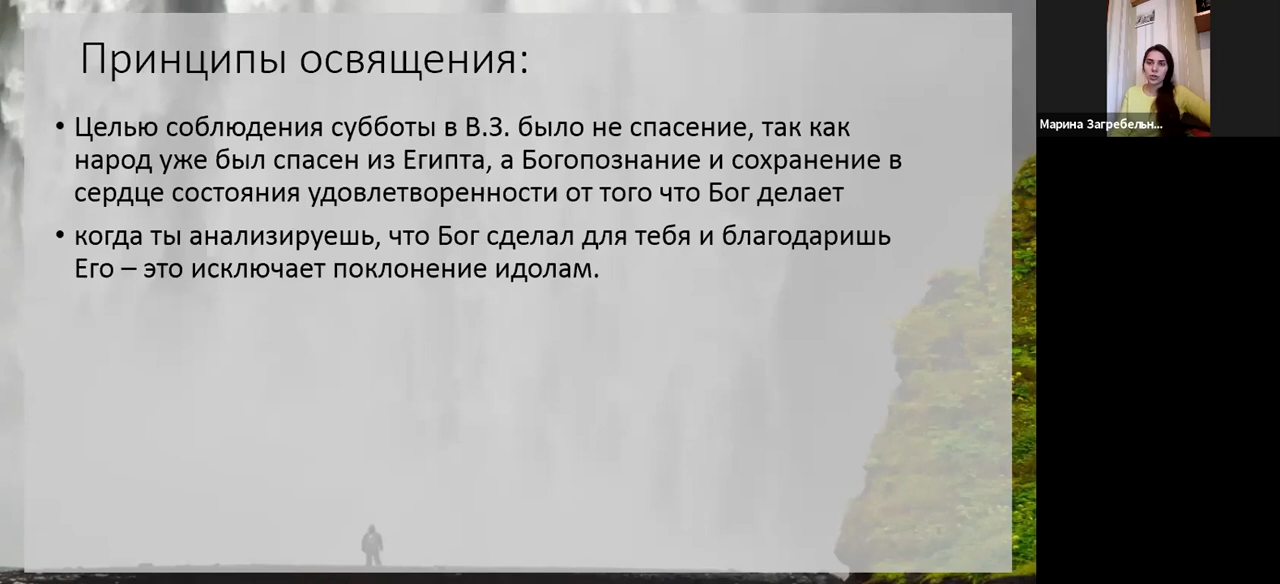 Принципы освящения:
• Целью соблюдения субботы в В.З. было не спасение, так как
народ уже был спасен из Египта, а Богопознание и сохранение в
сердце состояния удовлетворенности от того что Бог делает
• когда ты анализируешь, что Бог сделал для тебя и благодаришь
Его – это исключает поклонение идолам.
Марина Загребельн...